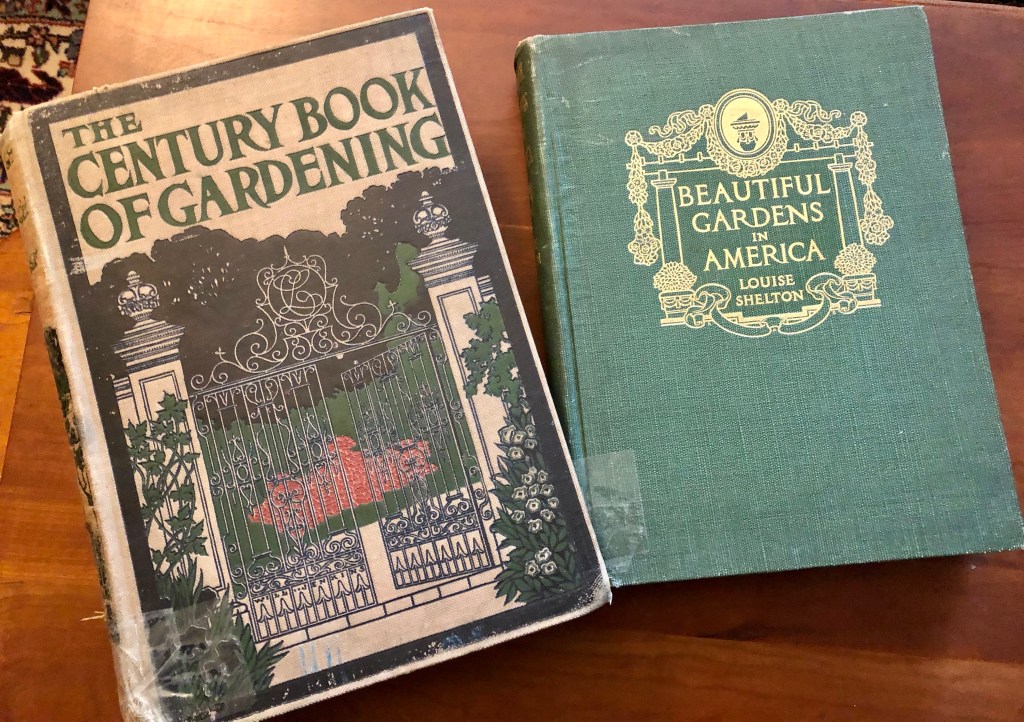 THE
CENTURY BOOK
OF GARDENING
BEAUTIFUL
GARDENS
IN
AMERICA
LOUISE
SHELTON